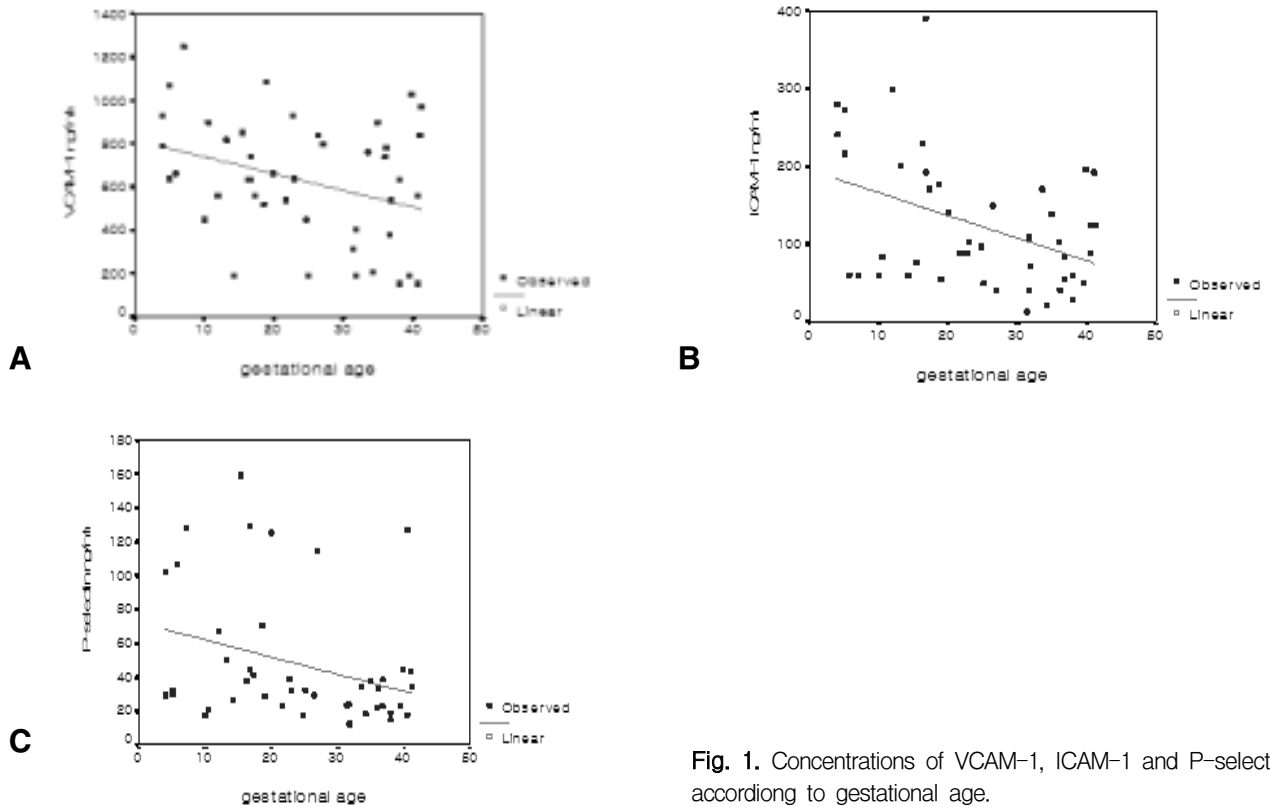 1400
1200
1000
800
600
400
200
0
VCAM-1 ng/ml
0 10 20 30 40 50
gestational age
Observed
Linear
A
400
300
200
100
0
ICAM-1 ng/ml
0 10 20 30 40 50
gestational age
Observed
Linear
B
180
160
140
120
100
80
60
40
20
0
P-selectin ng/ml
0 10 20 30 40 50
gestational age
Observed
Linear
C
Fig. 1. Concentrations of VCAM-1, ICAM-1 and P-select
accordiong to gestational age.